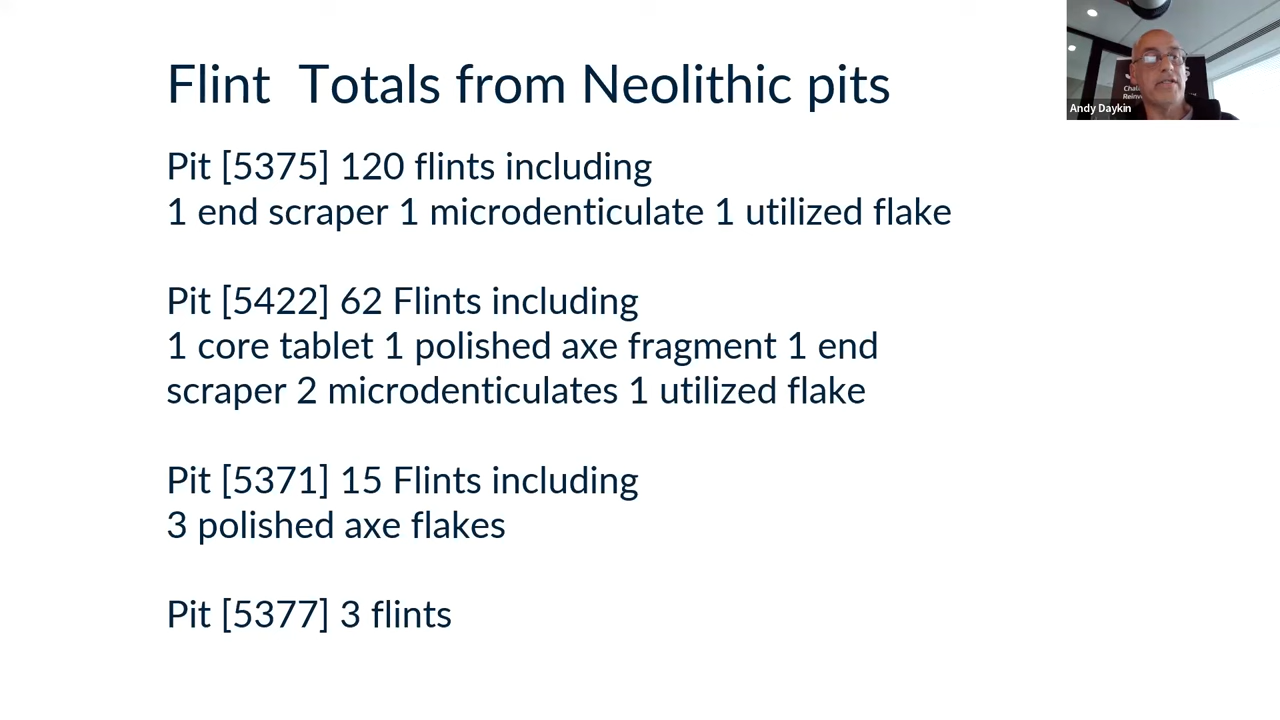 Flint  Totals from Neolithic pits
Pit [5375] 120 flints including
1 end scraper 1 microdenticulate 1 utilized flake
Pit [5422] 62 Flints including
1 core tablet 1 polished axe fragment 1 end
scraper 2 microdenticulates 1 utilized flake
Pit [5371] 15 Flints including
3 polished axe flakes
Pit [5377] 3 flints
Andy Daykin